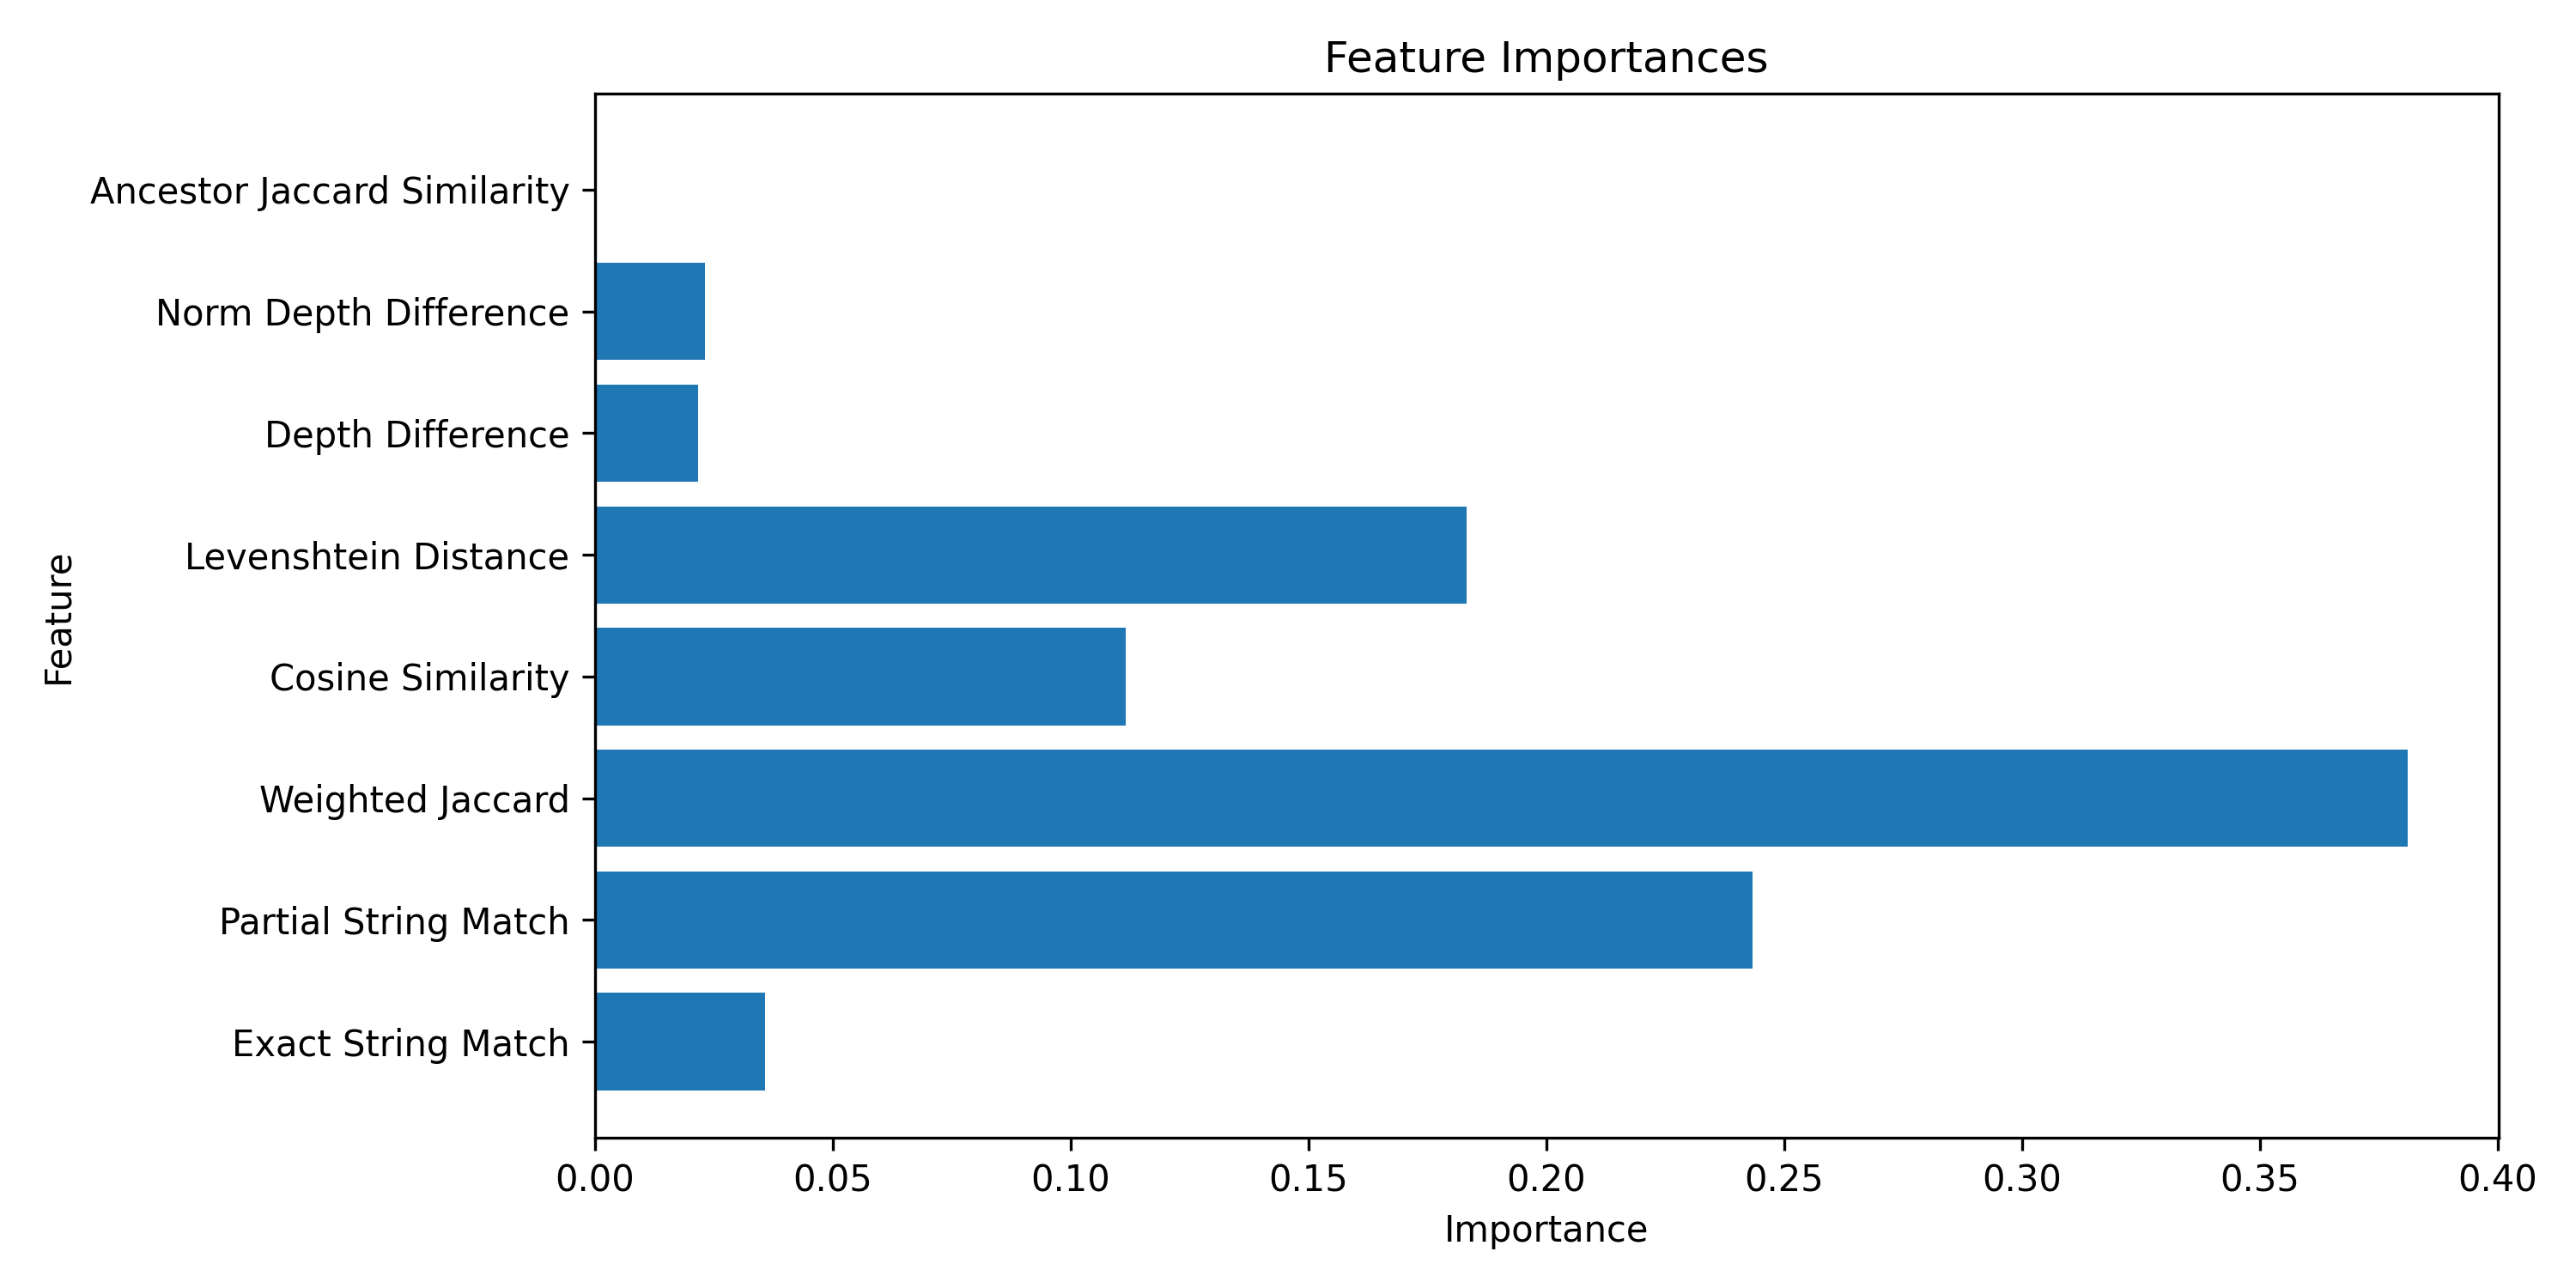 Feature Importances
Ancestor Jaccard Similarity
Norm Depth Difference
Depth Difference
Levenshtein Distance
Cosine Similarity
Weighted Jaccard
Partial String Match
Exact String Match
Feature
0.00 0.05 0.10 0.15 0.20 0.25 0.30 0.35 0.40
Importance